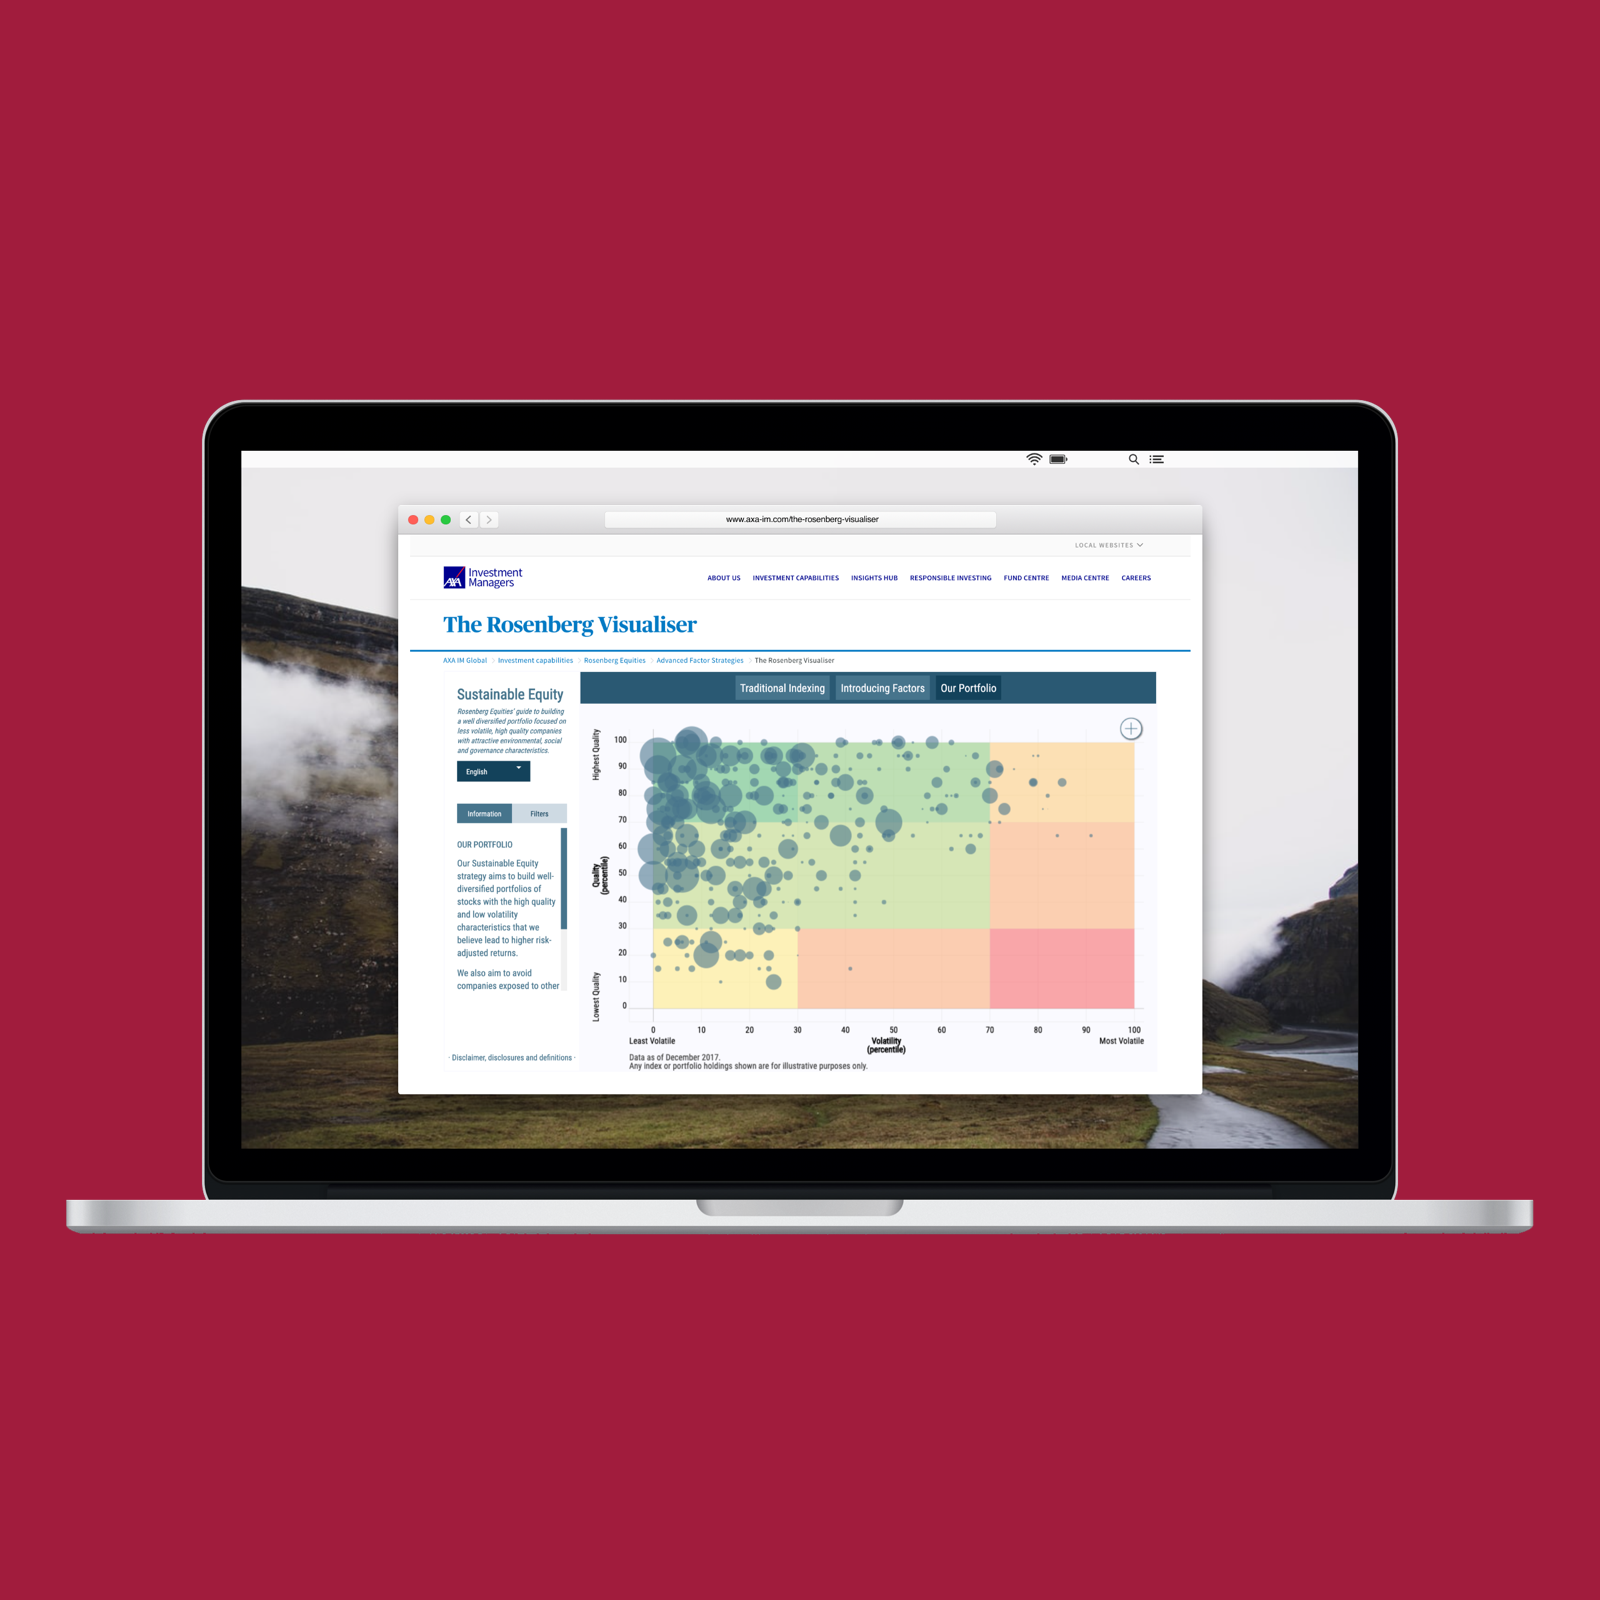 www.axa-im.com/the-rosenberg-visualiser
LOCAL WEBSITES
AXA Investment
Managers
ABOUT US INVESTMENT CAPABILITIES INSIGHTS HUB RESPONSIBLE INVESTING FUND CENTRE MEDIA CENTRE CAREERS
The Rosenberg Visualiser
AXA IM Global > Investment capabilities > Rosenberg Equities > Advanced Factor Strategies > The Rosenberg Visualiser
Sustainable Equity
Rosenberg Equities' guide to building
a well diversified portfolio focused on
less volatile, high quality companies
with attractive environmental, social
and governance characteristics.
English
Information Filters
OUR PORTFOLIO
Our Sustainable Equity
strategy aims to build well-
diversified portfolios of
stocks with the high quality
and low volatility
characteristics that we
believe lead to higher risk-
adjusted returns.
We also aim to avoid
companies exposed to other
· Disclaimer, disclosures and definitions ·
Traditional Indexing Introducing Factors Our Portfolio
Highest Quality
Quality
(percentile)
Lowest Quality
100
90
80
70
60
50
40
30
20
10
0
0 10 20 30 40 50 60 70 80 90 100
Least Volatile Volatility Most Volatile
(percentile)
Data as of December 2017.
Any index or portfolio holdings shown are for illustrative purposes only.